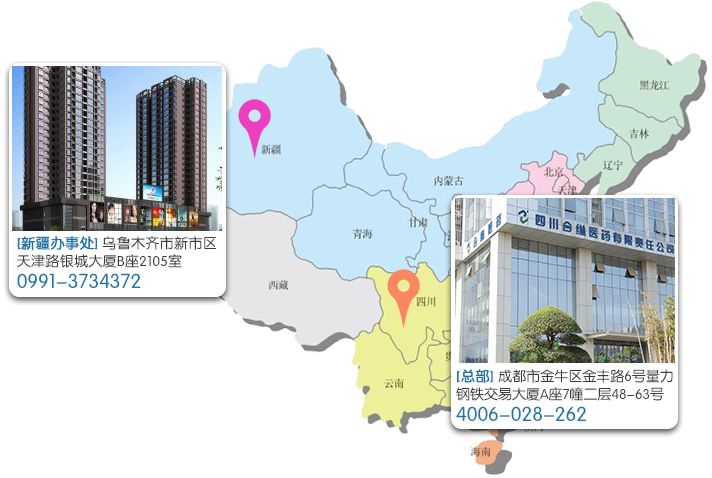 黑龙江
吉林
辽宁
北京
天津
内蒙古
新疆
甘肃
青海
西藏
四川
云南
海南
[新疆办事处] 乌鲁木齐市新市区
天津路银城大厦B座2105室
0991-3734372
四川合纵医药有限责任公司
[总部] 成都市金牛区金丰路6号量力
钢铁交易大厦A座7幢二层48-63号
4006-028-262